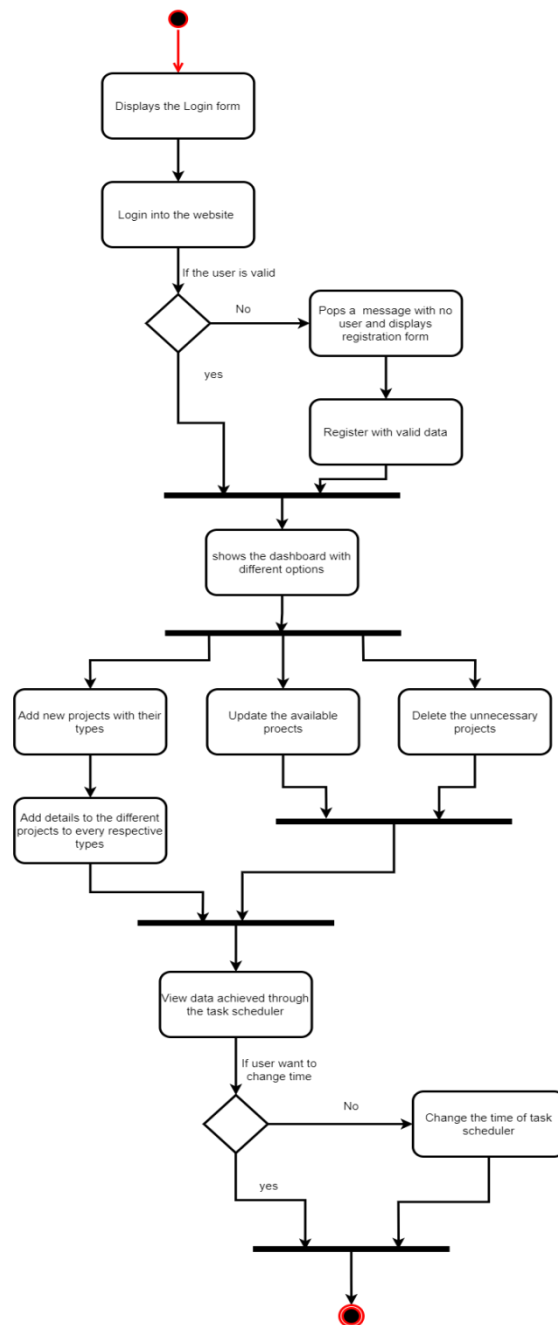 Displays the Login form
Login into the website
If the user is valid
No
Pops a message with no
user and displays
registration form
yes
Register with valid data
shows the dashboard with
different options
Add new projects with their
types
Update the available
proects
Delete the unnecessary
projects
Add details to the different
projects to every respective
types
View data achieved through
the task scheduler
If user want to
change time
No
Change the time of task
scheduler
yes